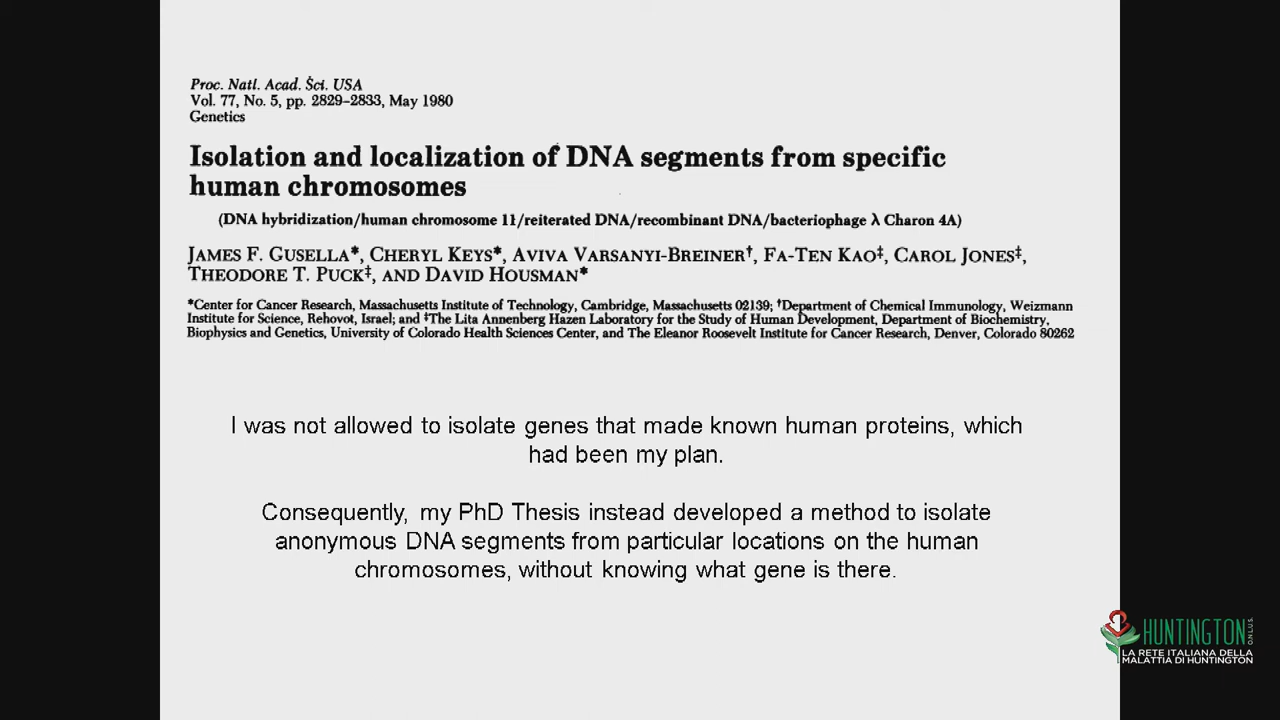 Proc. Natl. Acad. Sci. USA
Vol. 77, No. 5, pp. 2829–2833, May 1980
Genetics
Isolation and localization of DNA segments from specific
human chromosomes
(DNA hybridization/human chromosome 11/reiterated DNA/recombinant DNA/bacteriophage λ Charon 4A)
JAMES F. GUSELLA*, CHERYL KEYS*, AVIVA VARSANYI-BREINER†, FA-TEN KAO‡, CAROL JONES‡,
THEODORE T. PUCK‡, AND DAVID HOUSMAN*
*Center for Cancer Research, Massachusetts Institute of Technology, Cambridge, Massachusetts 02139; †Department of Chemical Immunology, Weizmann
Institute for Science, Rehovot, Israel; and ‡The Lita Annenberg Hazen Laboratory for the Study of Human Development, Department of Biochemistry,
Biophysics and Genetics, University of Colorado Health Sciences Center, and The Eleanor Roosevelt Institute for Cancer Research, Denver, Colorado 80262
I was not allowed to isolate genes that made known human proteins, which
had been my plan.
Consequently, my PhD Thesis instead developed a method to isolate
anonymous DNA segments from particular locations on the human
chromosomes, without knowing what gene is there.
HUNTINGTON O.N.L.U.S.
LA RETE ITALIANA DELLA
MALATTIA DI HUNTINGTON